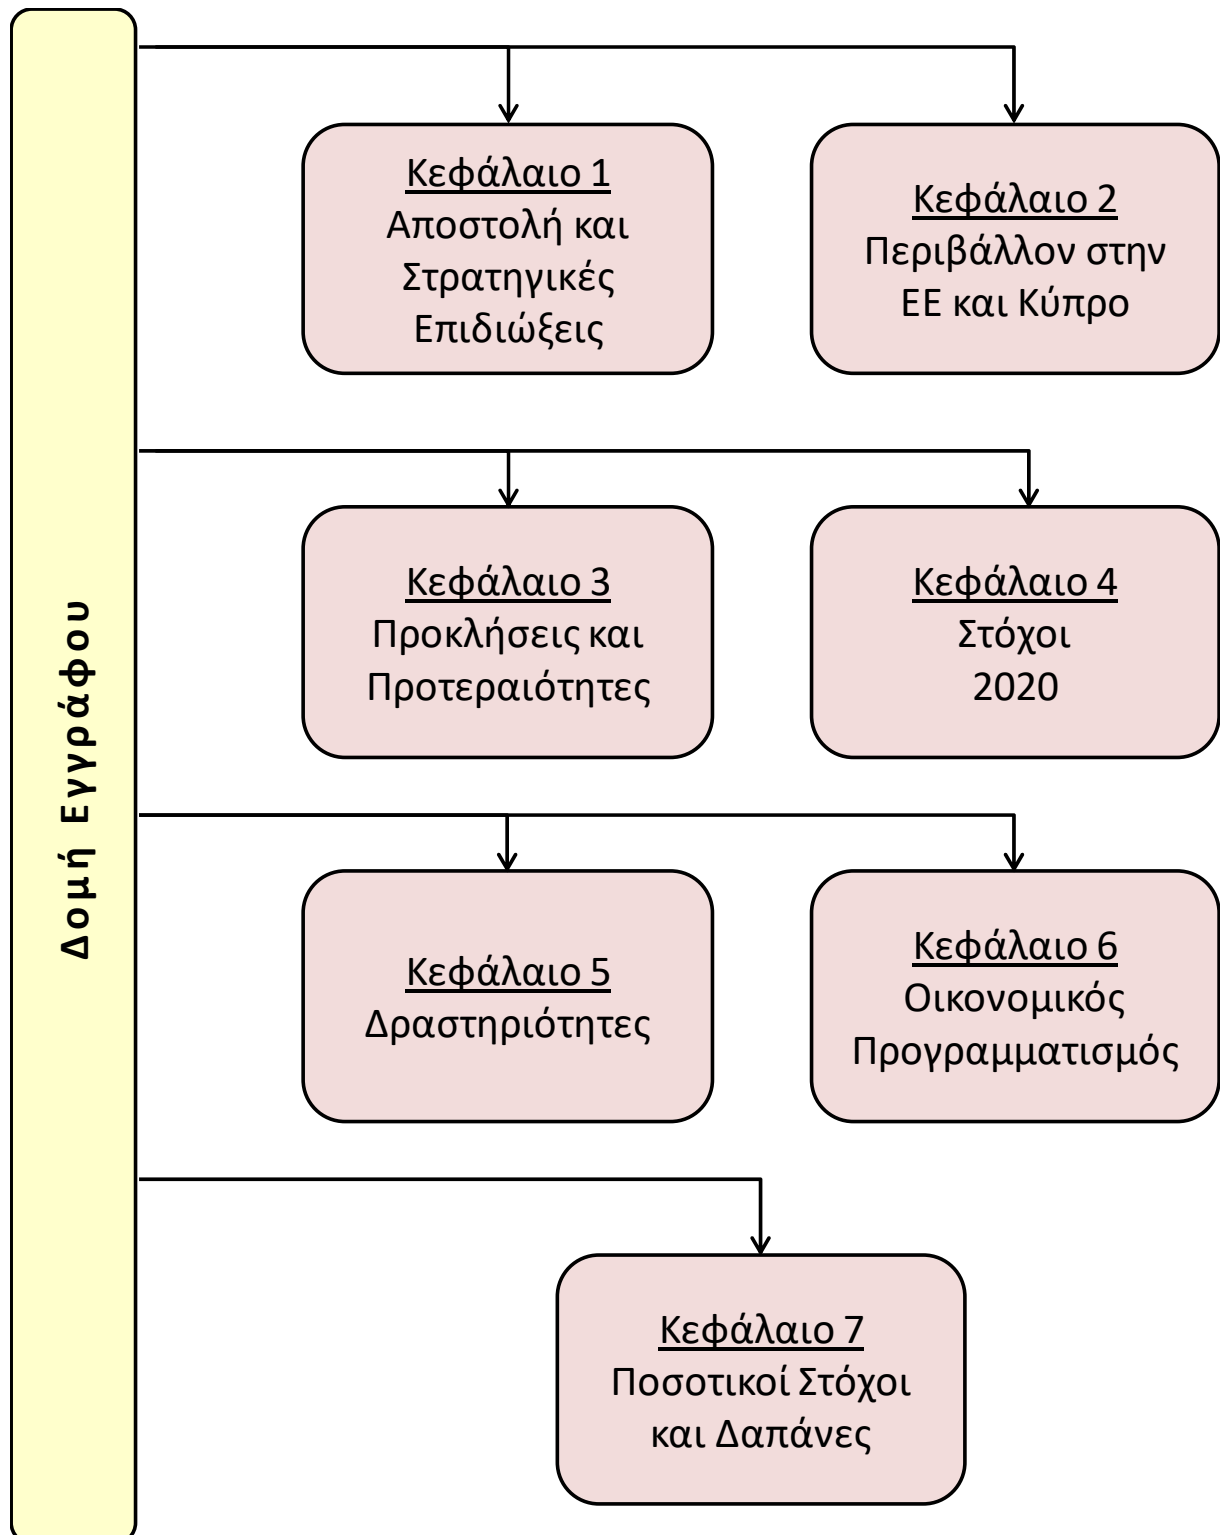 Δομή Εγγράφου
Κεφάλαιο 1
Αποστολή και
Στρατηγικές
Επιδιώξεις
Κεφάλαιο 2
Περιβάλλον στην
ΕΕ και Κύπρο
Κεφάλαιο 3
Προκλήσεις και
Προτεραιότητες
Κεφάλαιο 4
Στόχοι
2020
Κεφάλαιο 5
Δραστηριότητες
Κεφάλαιο 6
Οικονομικός
Προγραμματισμός
Κεφάλαιο 7
Ποσοτικοί Στόχοι
και Δαπάνες